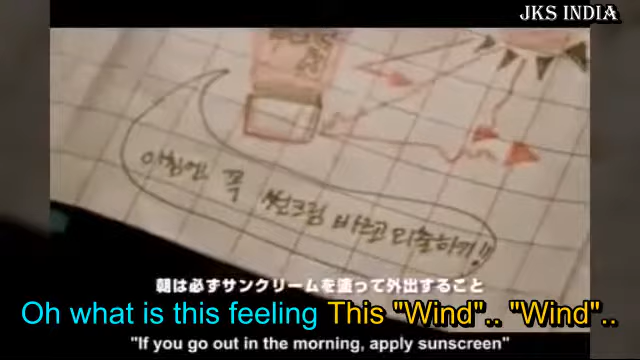 JKS INDIA
아침엔 꼭 썬크림 바르고 외출하기!!
朝は必ずサンクリームを塗って外出すること
Oh what is this feeling This "Wind".. "Wind"..
"If you go out in the morning, apply sunscreen"